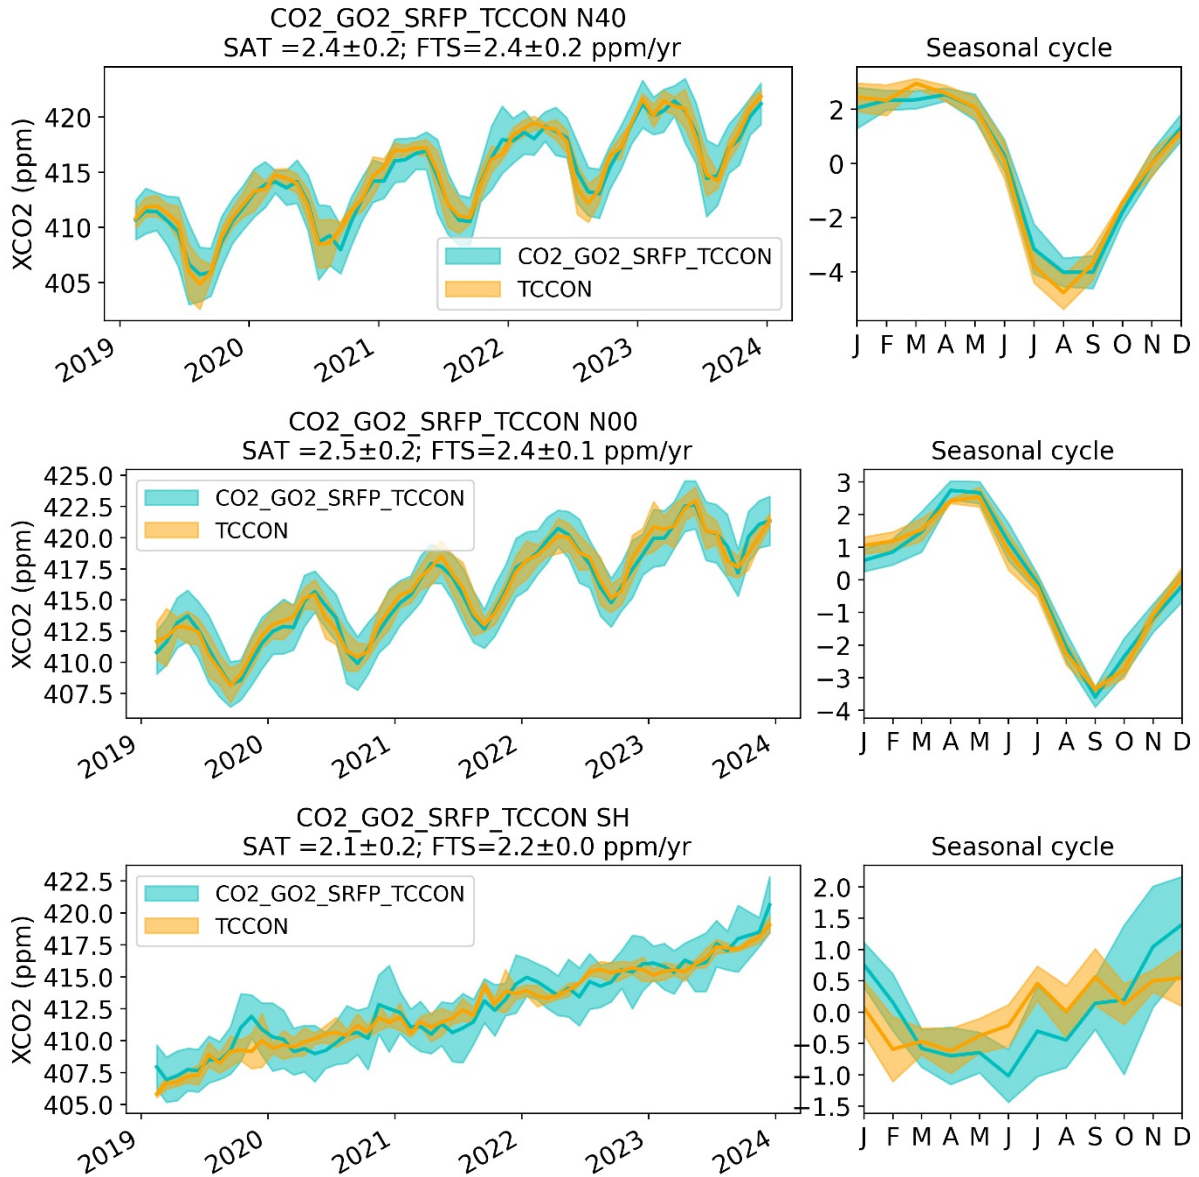 CO2_GO2_SRFP_TCCON N40
SAT =2.4±0.2; FTS=2.4±0.2 ppm/yr
Seasonal cycle
XCO2 (ppm)
420
415
410
405
CO2_GO2_SRFP_TCCON
TCCON
2019 2020 2021 2022 2023 2024
2
0
−2
−4
J F M A M J J A S O N D
CO2_GO2_SRFP_TCCON N00
SAT =2.5±0.2; FTS=2.4±0.1 ppm/yr
Seasonal cycle
XCO2 (ppm)
425.0
422.5
420.0
417.5
415.0
412.5
410.0
407.5
CO2_GO2_SRFP_TCCON
TCCON
2019 2020 2021 2022 2023 2024
3
2
1
0
−1
−2
−3
−4
J F M A M J J A S O N D
CO2_GO2_SRFP_TCCON SH
SAT =2.1±0.2; FTS=2.2±0.0 ppm/yr
Seasonal cycle
XCO2 (ppm)
422.5
420.0
417.5
415.0
412.5
410.0
407.5
405.0
CO2_GO2_SRFP_TCCON
TCCON
2019 2020 2021 2022 2023 2024
2.0
1.5
1.0
0.5
0.0
−0.5
−1.0
−1.5
J F M A M J J A S O N D